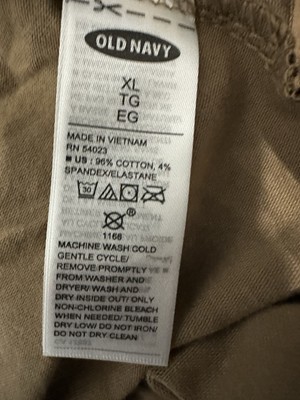 OLD NAVY
XL
TG
EG
MADE IN VIETNAM
RN 54023
■ US : 96% COTTON, 4%
SPANDEX/ELASTANE
30
®
1166
MACHINE WASH COLD
GENTLE CYCLE/
REMOVE PROMPTLY
FROM WASHER AND
DRYER/ WASH AND
DRY INSIDE OUT/ ONLY
NON-CHLORINE BLEACH
WHEN NEEDED/ TUMBLE
DRY LOW/ DO NOT IRON/
DO NOT DRY CLEAN